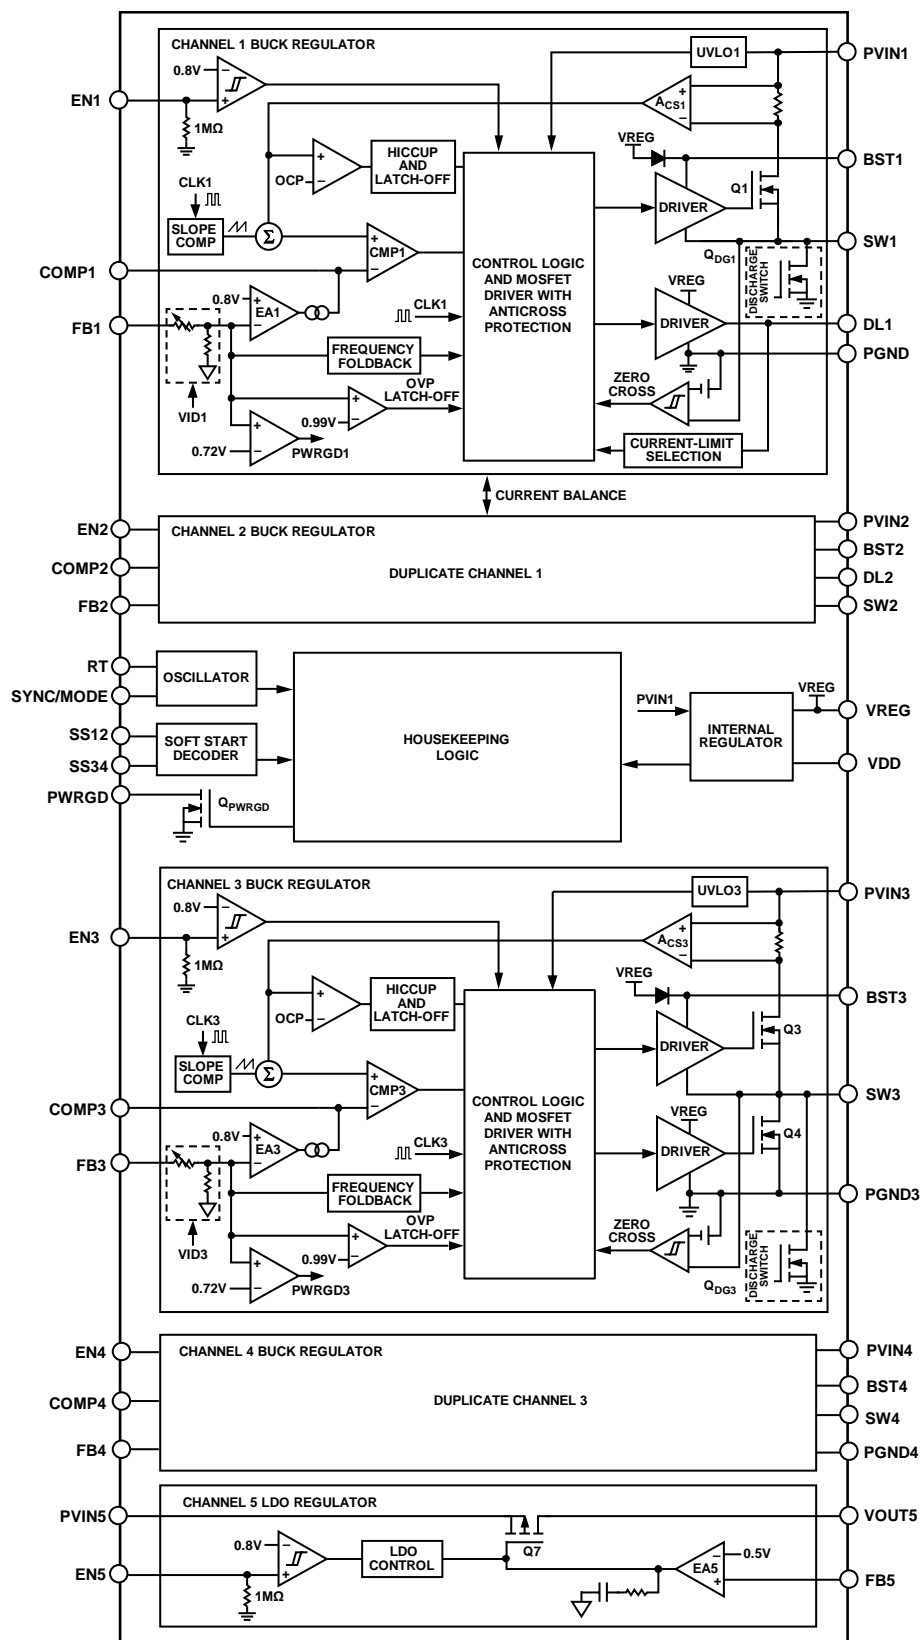 CHANNEL 1 BUCK REGULATOR
UVLO1
PVIN1
0.8V
EN1
1MΩ
ACS1
VREG
BST1
HICCUP
AND
LATCH-OFF
OCP
CLK1
SLOPE
COMP
Σ
CMP1
Q1
DRIVER
SW1
QDG1
DISCHARGE
SWITCH
CONTROL LOGIC
AND MOSFET
DRIVER WITH
ANTICROSS
PROTECTION
COMP1
0.8V
EA1
CLK1
VREG
DRIVER
DL1
FB1
PGND
FREQUENCY
FOLDBACK
OVP
LATCH-OFF
ZERO
CROSS
VID1
0.99V
0.72V
PWRGD1
CURRENT-LIMIT
SELECTION
CURRENT BALANCE
EN2
CHANNEL 2 BUCK REGULATOR
PVIN2
BST2
COMP2
DUPLICATE CHANNEL 1
DL2
FB2
SW2
RT
OSCILLATOR
SYNC/MODE
SS12
SOFT START
DECODER
SS34
HOUSEKEEPING
LOGIC
PVIN1
INTERNAL
REGULATOR
VREG
VREG
VDD
PWRGD
QPWRGD
CHANNEL 3 BUCK REGULATOR
UVLO3
PVIN3
0.8V
EN3
1MΩ
ACS3
VREG
BST3
HICCUP
AND
LATCH-OFF
OCP
CLK3
SLOPE
COMP
Σ
CMP3
Q3
DRIVER
SW3
CONTROL LOGIC
AND MOSFET
DRIVER WITH
ANTICROSS
PROTECTION
COMP3
0.8V
EA3
CLK3
VREG
DRIVER
Q4
FB3
PGND3
FREQUENCY
FOLDBACK
OVP
LATCH-OFF
ZERO
CROSS
VID3
0.99V
0.72V
PWRGD3
QDG3
DISCHARGE
SWITCH
EN4
CHANNEL 4 BUCK REGULATOR
PVIN4
BST4
COMP4
DUPLICATE CHANNEL 3
SW4
FB4
PGND4
CHANNEL 5 LDO REGULATOR
PVIN5
VOUT5
Q7
0.8V
LDO
CONTROL
0.5V
EA5
EN5
FB5
1MΩ